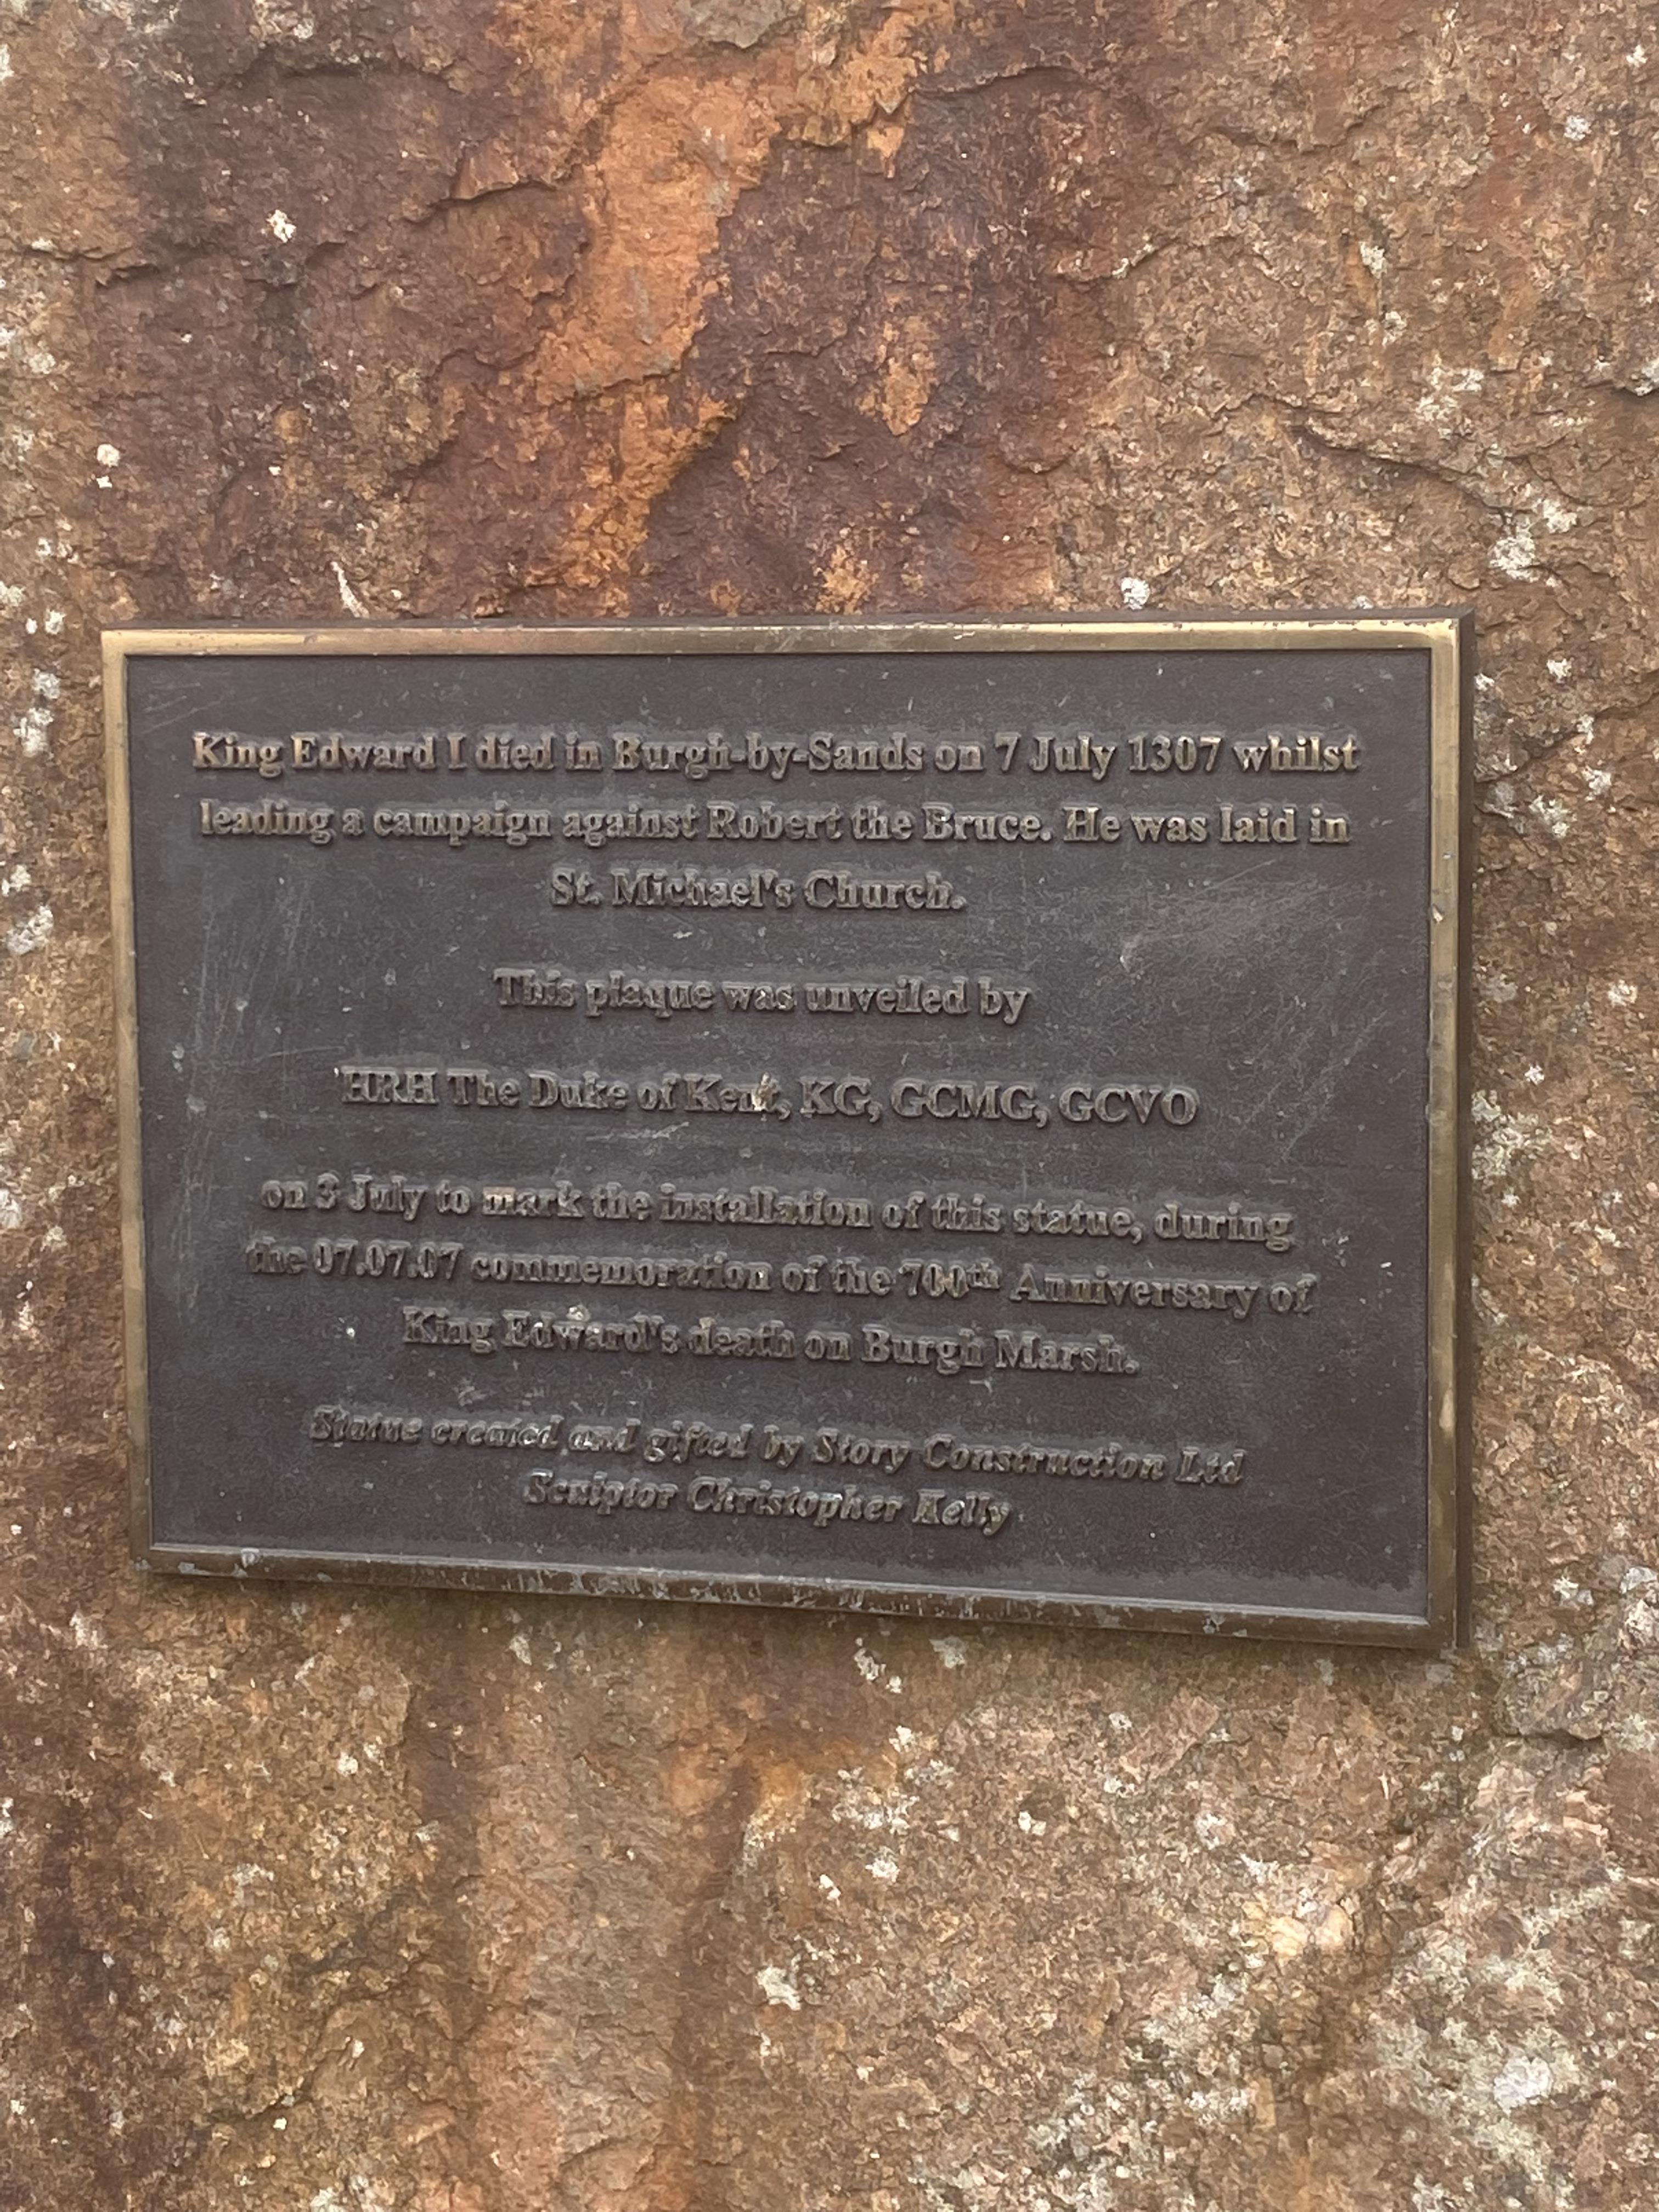 King Edward I died in Burgh-by-Sands on 7 July 1307 whilst
leading a campaign against Robert the Bruce. He was laid in
St. Michael's Church.
This plaque was unveiled by
HRH The Duke of Kent, KG, GCMG, GCVO
on 3 July to mark the installation of this statue, during
the 07.07.07 commemoration of the 700th Anniversary of
King Edward's death on Burgh Marsh.
Statue created and gifted by Story Construction Ltd
Sculptor Christopher Kelly